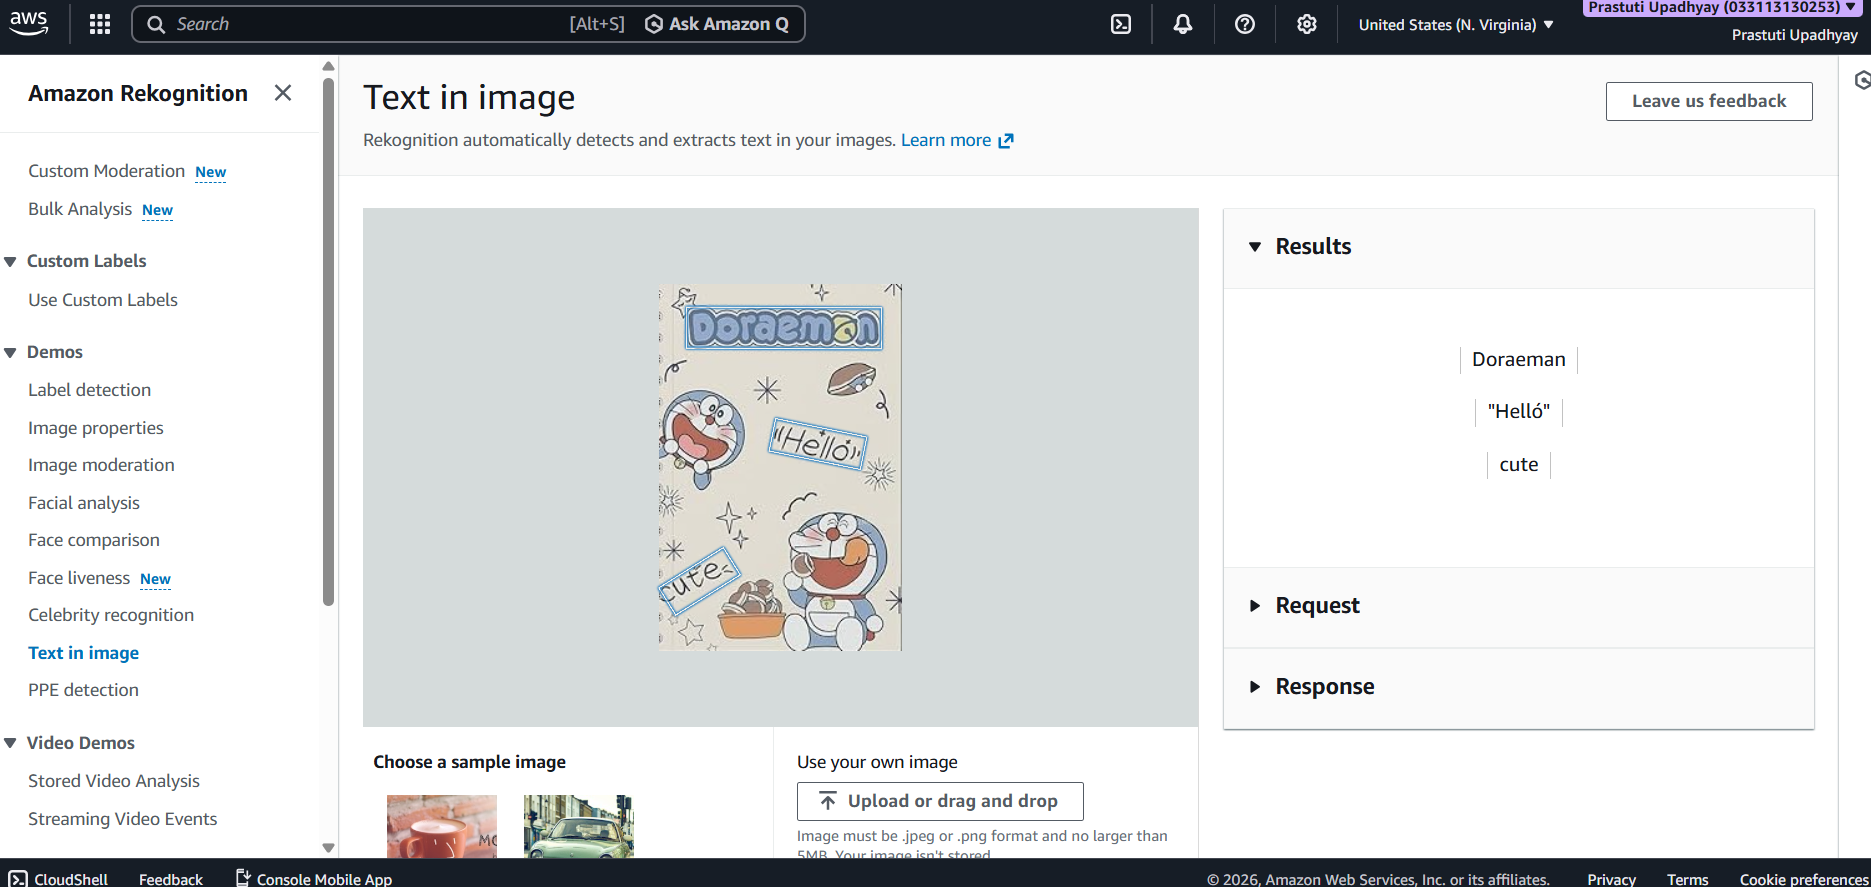 aws
Search [Alt+S] Ask Amazon Q
United States (N. Virginia) ▼
Prastuti Upadhyay (033113130253) ▼
Prastuti Upadhyay
Amazon Rekognition
Custom Moderation New
Bulk Analysis New
Custom Labels
Use Custom Labels
Demos
Label detection
Image properties
Image moderation
Facial analysis
Face comparison
Face liveness New
Celebrity recognition
Text in image
PPE detection
Video Demos
Stored Video Analysis
Streaming Video Events
Text in image
Rekognition automatically detects and extracts text in your images. Learn more
Leave us feedback
Doraemon
"Hello"
cute
Choose a sample image
MO
Use your own image
Upload or drag and drop
Image must be .jpeg or .png format and no larger than
5MB. Your image isn't stored.
Results
Doraeman
"Helló"
cute
Request
Response
CloudShell Feedback Console Mobile App
© 2026, Amazon Web Services, Inc. or its affiliates. Privacy Terms Cookie preferences